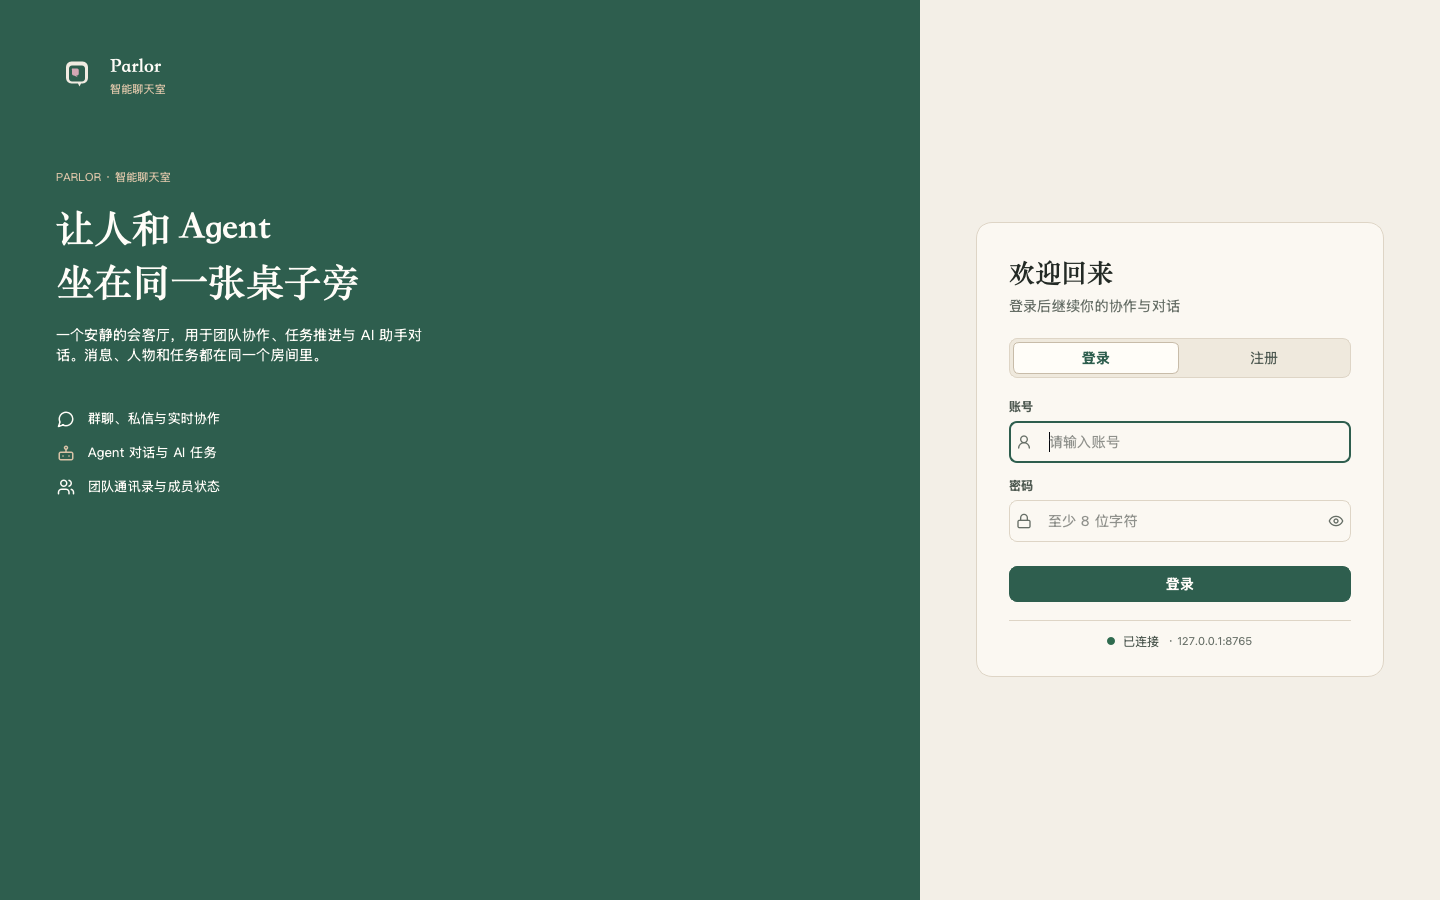 Parlor
智能聊天室
PARLOR · 智能聊天室
让人和 Agent
坐在同一张桌子旁
一个安静的会客厅，用于团队协作、任务推进与 AI 助手对
话。消息、人物和任务都在同一个房间里。
群聊、私信与实时协作
Agent 对话与 AI 任务
团队通讯录与成员状态
欢迎回来
登录后继续你的协作与对话
登录 注册
账号
请输入账号
密码
至少 8 位字符
登录
已连接 · 127.0.0.1:8765